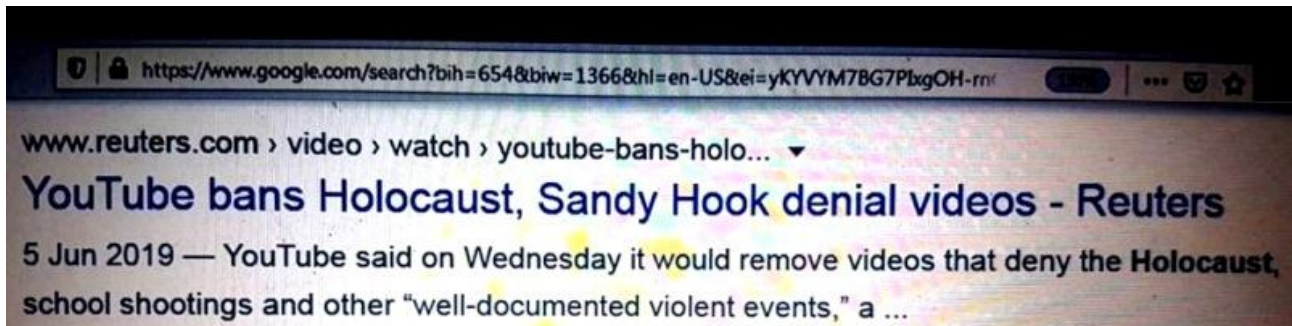 https://www.google.com/search?bih=654&biw=1366&hl=en-US&ei=yKYVYM7BG7PIxgOH-rn
www.reuters.com › video › watch › youtube-bans-holo...
YouTube bans Holocaust, Sandy Hook denial videos - Reuters
5 Jun 2019 — YouTube said on Wednesday it would remove videos that deny the Holocaust,
school shootings and other “well-documented violent events,” a ...